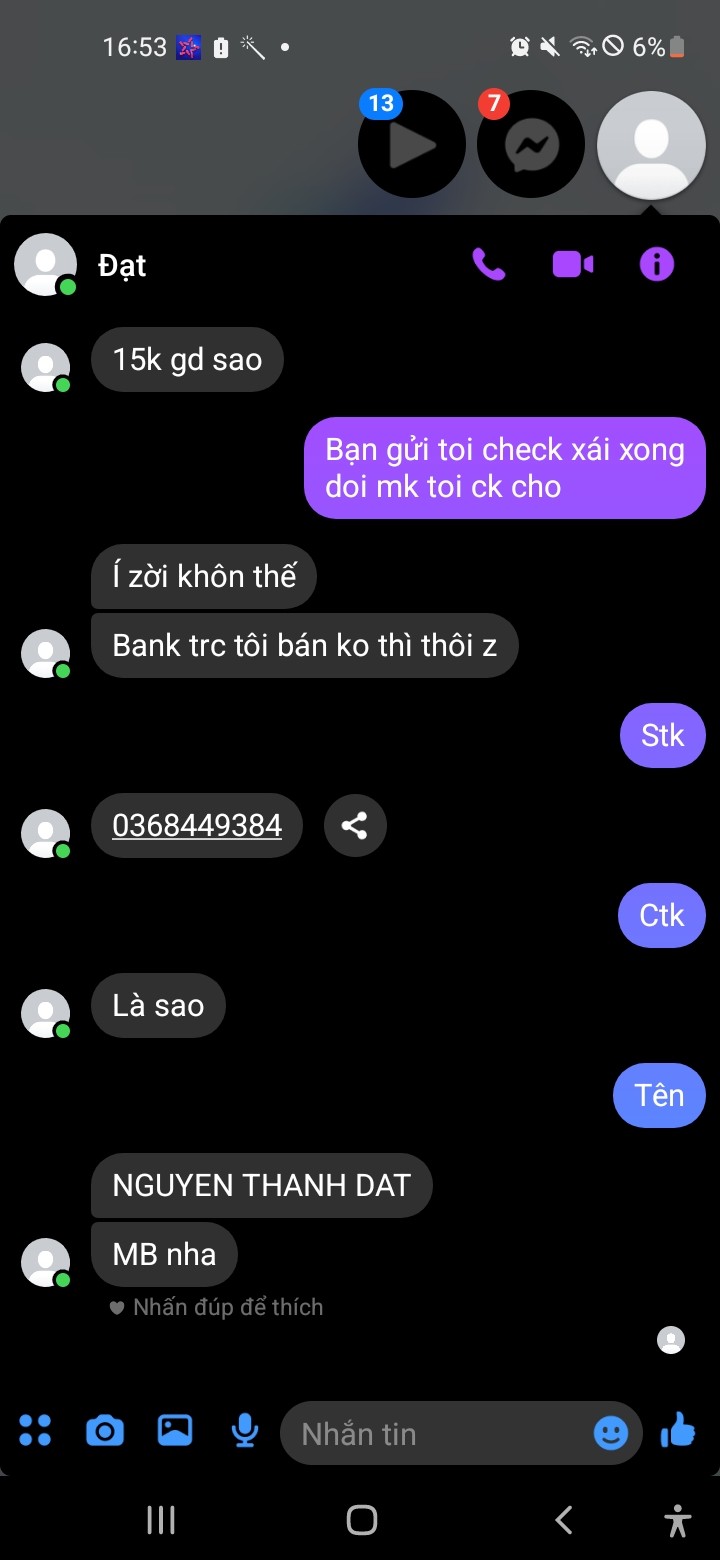 16:53
6%
13
7
Đạt
15k gd sao
Bạn gửi toi check xái xong
doi mk toi ck cho
Í zời khôn thế
Bank trc tôi bán ko thì thôi z
Stk
0368449384
Ctk
Là sao
Tên
NGUYEN THANH DAT
MB nha
Nhấn đúp để thích
Nhắn tin